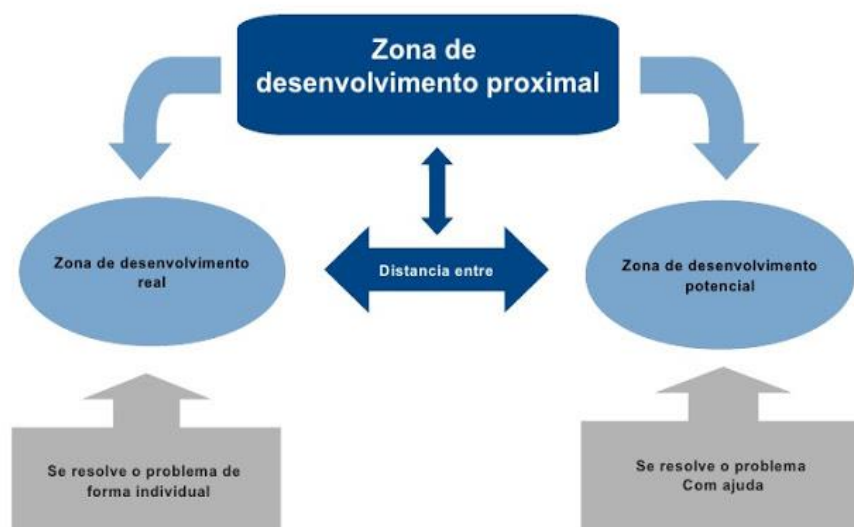 Zona de
desenvolvimento proximal
Zona de desenvolvimento
real
Distancia entre
Zona de desenvolvimento
potencial
Se resolve o problema de
forma individual
Se resolve o problema
Com ajuda